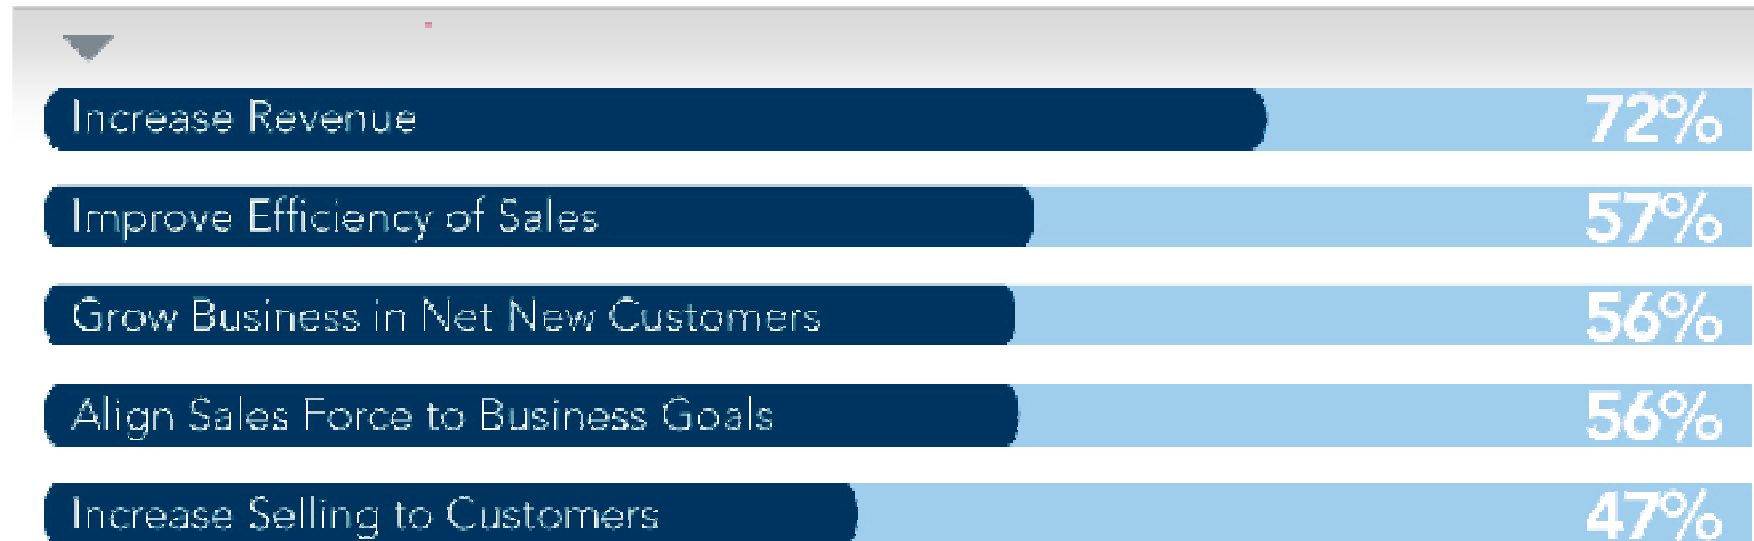 Increase Revenue 72%
Improve Efficiency of Sales 57%
Grow Business in Net New Customers 56%
Align Sales Force to Business Goals 56%
Increase Selling to Customers 47%